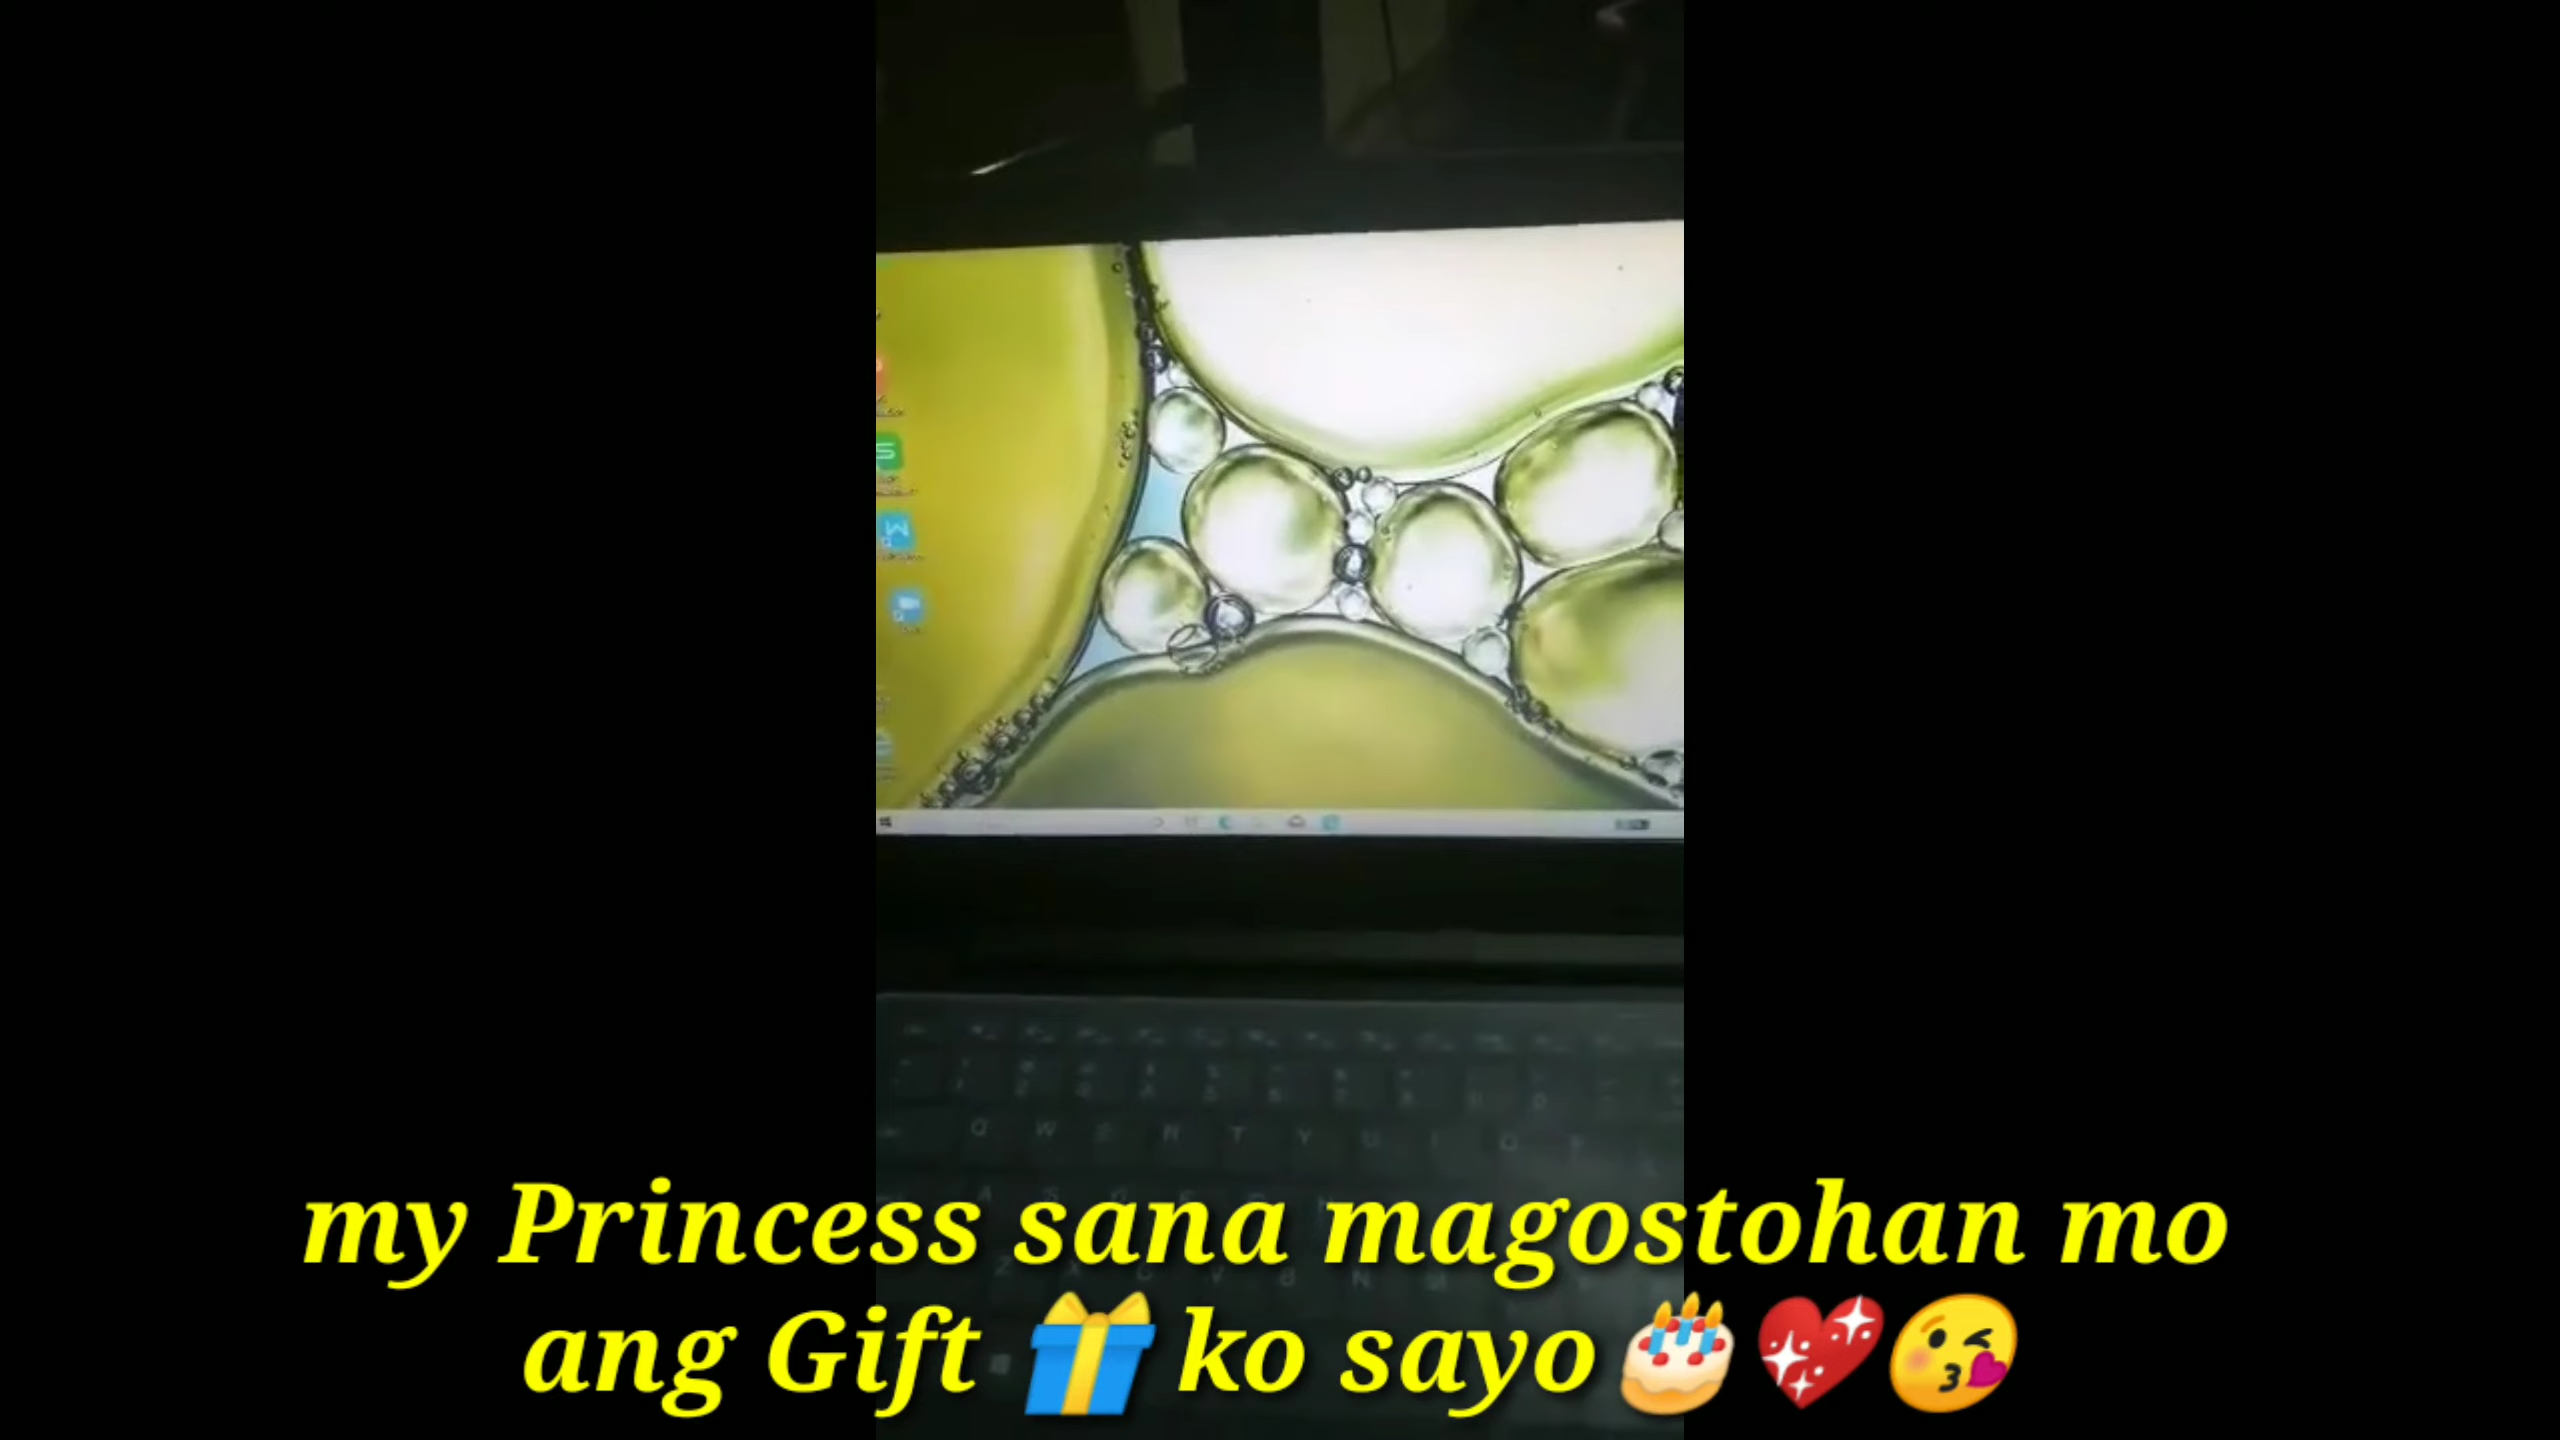 Q W E R T Y U I O P
my Princess sana magostohan mo
ang Gift 🎁 ko sayo 🎂💖😘